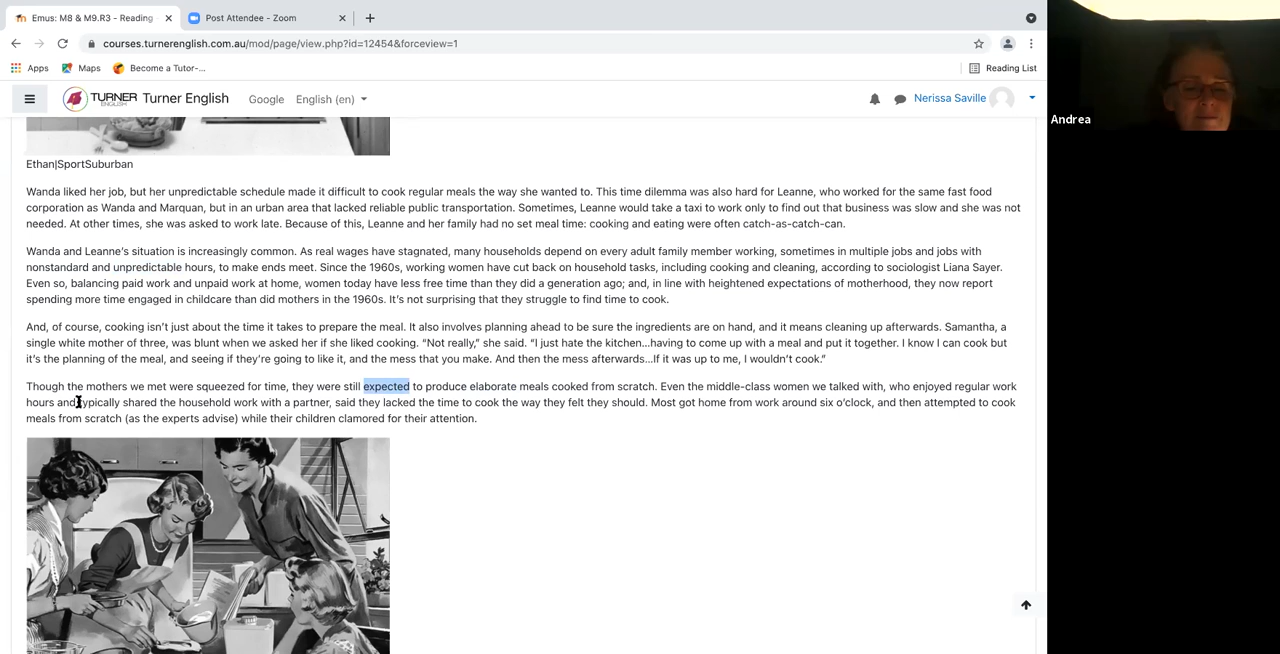 Emus: M8 & M9.R3 - Reading
Post Attendee - Zoom
courses.turnerenglish.com.au/mod/page/view.php?id=12454&forceview=1
Apps
Maps
Become a Tutor-...
Reading List
TURNER
ENGLISH
Turner English
Google
English (en)
Nerissa Saville
Andrea
Ethan|SportSuburban
Wanda liked her job, but her unpredictable schedule made it difficult to cook regular meals the way she wanted to. This time dilemma was also hard for Leanne, who worked for the same fast food
corporation as Wanda and Marquan, but in an urban area that lacked reliable public transportation. Sometimes, Leanne would take a taxi to work only to find out that business was slow and she was not
needed. At other times, she was asked to work late. Because of this, Leanne and her family had no set meal time: cooking and eating were often catch-as-catch-can.
Wanda and Leanne's situation is increasingly common. As real wages have stagnated, many households depend on every adult family member working, sometimes in multiple jobs and jobs with
nonstandard and unpredictable hours, to make ends meet. Since the 1960s, working women have cut back on household tasks, including cooking and cleaning, according to sociologist Liana Sayer.
Even so, balancing paid work and unpaid work at home, women today have less free time than they did a generation ago; and, in line with heightened expectations of motherhood, they now report
spending more time engaged in childcare than did mothers in the 1960s. It's not surprising that they struggle to find time to cook.
And, of course, cooking isn't just about the time it takes to prepare the meal. It also involves planning ahead to be sure the ingredients are on hand, and it means cleaning up afterwards. Samantha, a
single white mother of three, was blunt when we asked her if she liked cooking. “Not really,” she said. “I just hate the kitchen...having to come up with a meal and put it together. I know I can cook but
it's the planning of the meal, and seeing if they're going to like it, and the mess that you make. And then the mess afterwards...If it was up to me, I wouldn't cook.”
Though the mothers we met were squeezed for time, they were still expected to produce elaborate meals cooked from scratch. Even the middle-class women we talked with, who enjoyed regular work
hours and typically shared the household work with a partner, said they lacked the time to cook the way they felt they should. Most got home from work around six o'clock, and then attempted to cook
meals from scratch (as the experts advise) while their children clamored for their attention.